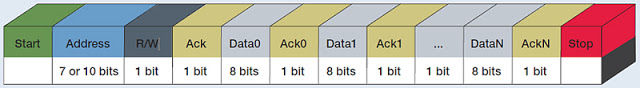 Start Address R/W Ack Data0 Ack0 Data1 Ack1 ... DataN AckN Stop
7 or 10 bits 1 bit 1 bit 8 bits 1 bit 8 bits 1 bit 1 bit 8 bits 1 bit